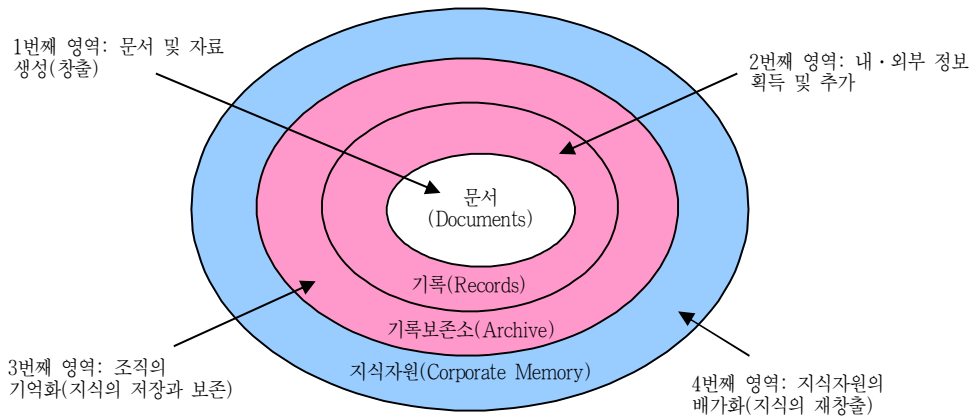 1번째 영역: 문서 및 자료
생성(창출)
2번째 영역: 내·외부 정보
획득 및 추가
문서
(Documents)
기록(Records)
기록보존소(Archive)
지식자원(Corporate Memory)
3번째 영역: 조직의
기억화(지식의 저장과 보존)
4번째 영역: 지식자원의
배가화(지식의 재창출)